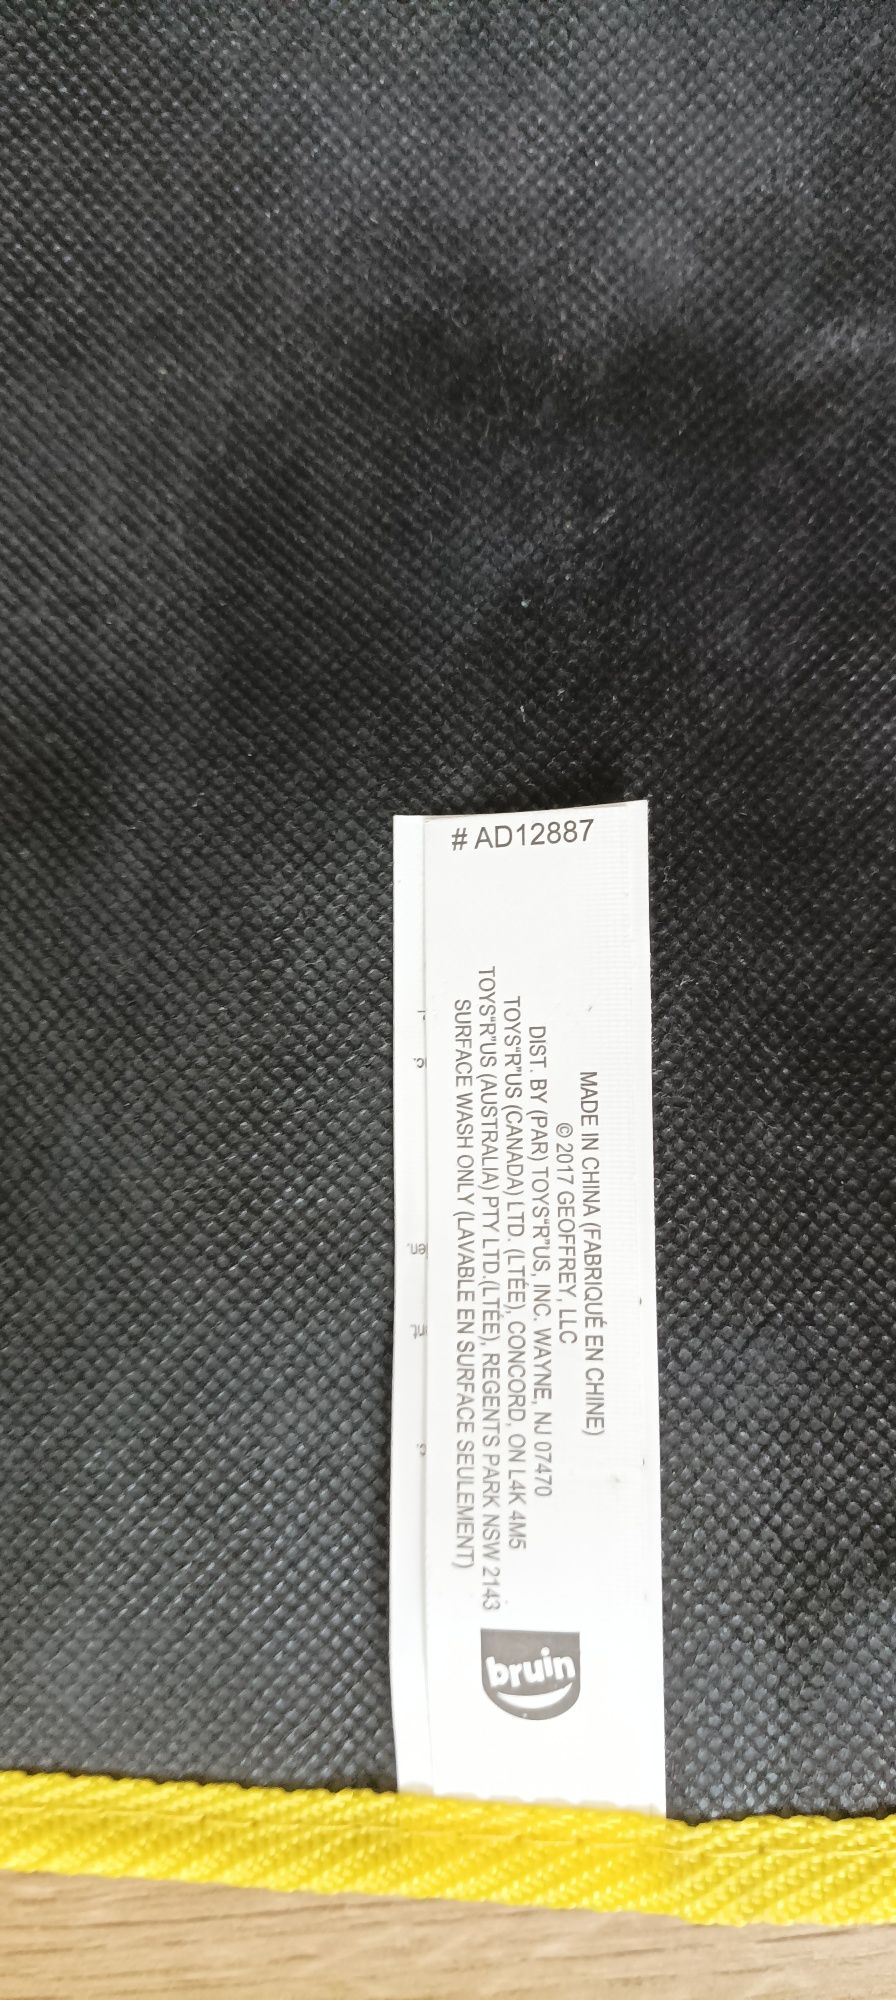 # AD12887
MADE IN CHINA (FABRIQUÉ EN CHINE)
© 2017 GEOFFREY, LLC
DIST. BY (PAR) TOYS"R"US, INC. WAYNE, NJ 07470
TOYS"R"US (CANADA) LTD. (LTÉE), CONCORD, ON L4K 4M5
TOYS"R"US (AUSTRALIA) PTY LTD.(LTÉE), REGENTS PARK NSW 2143
SURFACE WASH ONLY (LAVABLE EN SURFACE SEULEMENT)
bruin